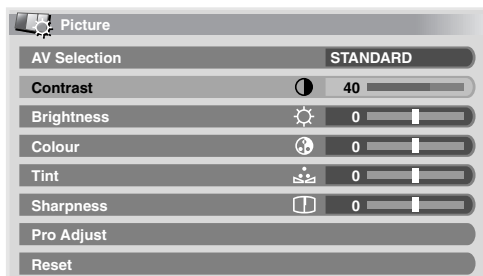 Picture
AV Selection STANDARD
Contrast 40
Brightness 0
Colour 0
Tint 0
Sharpness 0
Pro Adjust
Reset